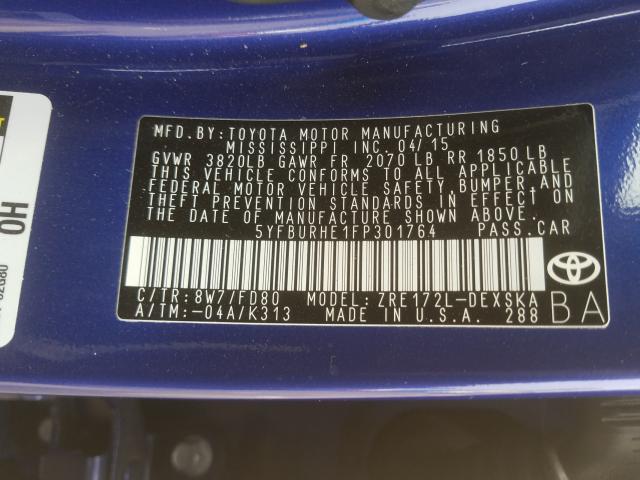 MFD. BY: TOYOTA MOTOR MANUFACTURING
MISSISSIPPI INC. 04/15
GVWR 3820LB GAWR FR 2070 LB RR 1850 LB
THIS VEHICLE CONFORMS TO ALL APPLICABLE
FEDERAL MOTOR VEHICLE SAFETY, BUMPER, AND
THEFT PREVENTION STANDARDS IN EFFECT ON
THE DATE OF MANUFACTURE SHOWN ABOVE.
5YFBURHE1FP301764 PASS. CAR
C/TR: 8W7/FD80 MODEL: ZRE172L-DEXSKA
A/TM: -04A/K313 MADE IN U.S.A. 288
BA
HO